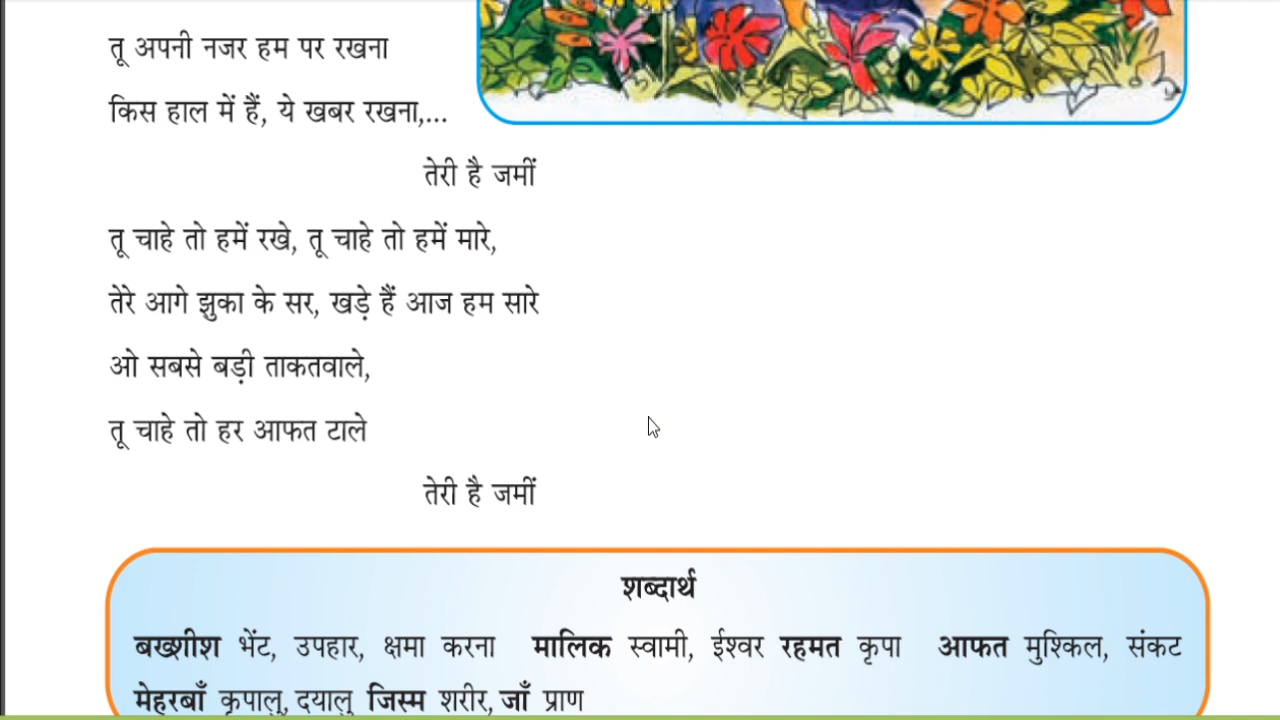 तू अपनी नजर हम पर रखना
किस हाल में हैं, ये खबर रखना,...
तेरी है जमीं
तू चाहे तो हमें रखे, तू चाहे तो हमें मारे,
तेरे आगे झुका के सर, खड़े हैं आज हम सारे
ओ सबसे बड़ी ताकतवाले,
तू चाहे तो हर आफत टाले
तेरी है जमीं
शब्दार्थ
बख्शीश भेंट, उपहार, क्षमा करना मालिक स्वामी, ईश्वर रहमत कृपा आफत मुश्किल, संकट
मेहरबाँ कृपालु, दयालु जिस्म शरीर, जाँ प्राण